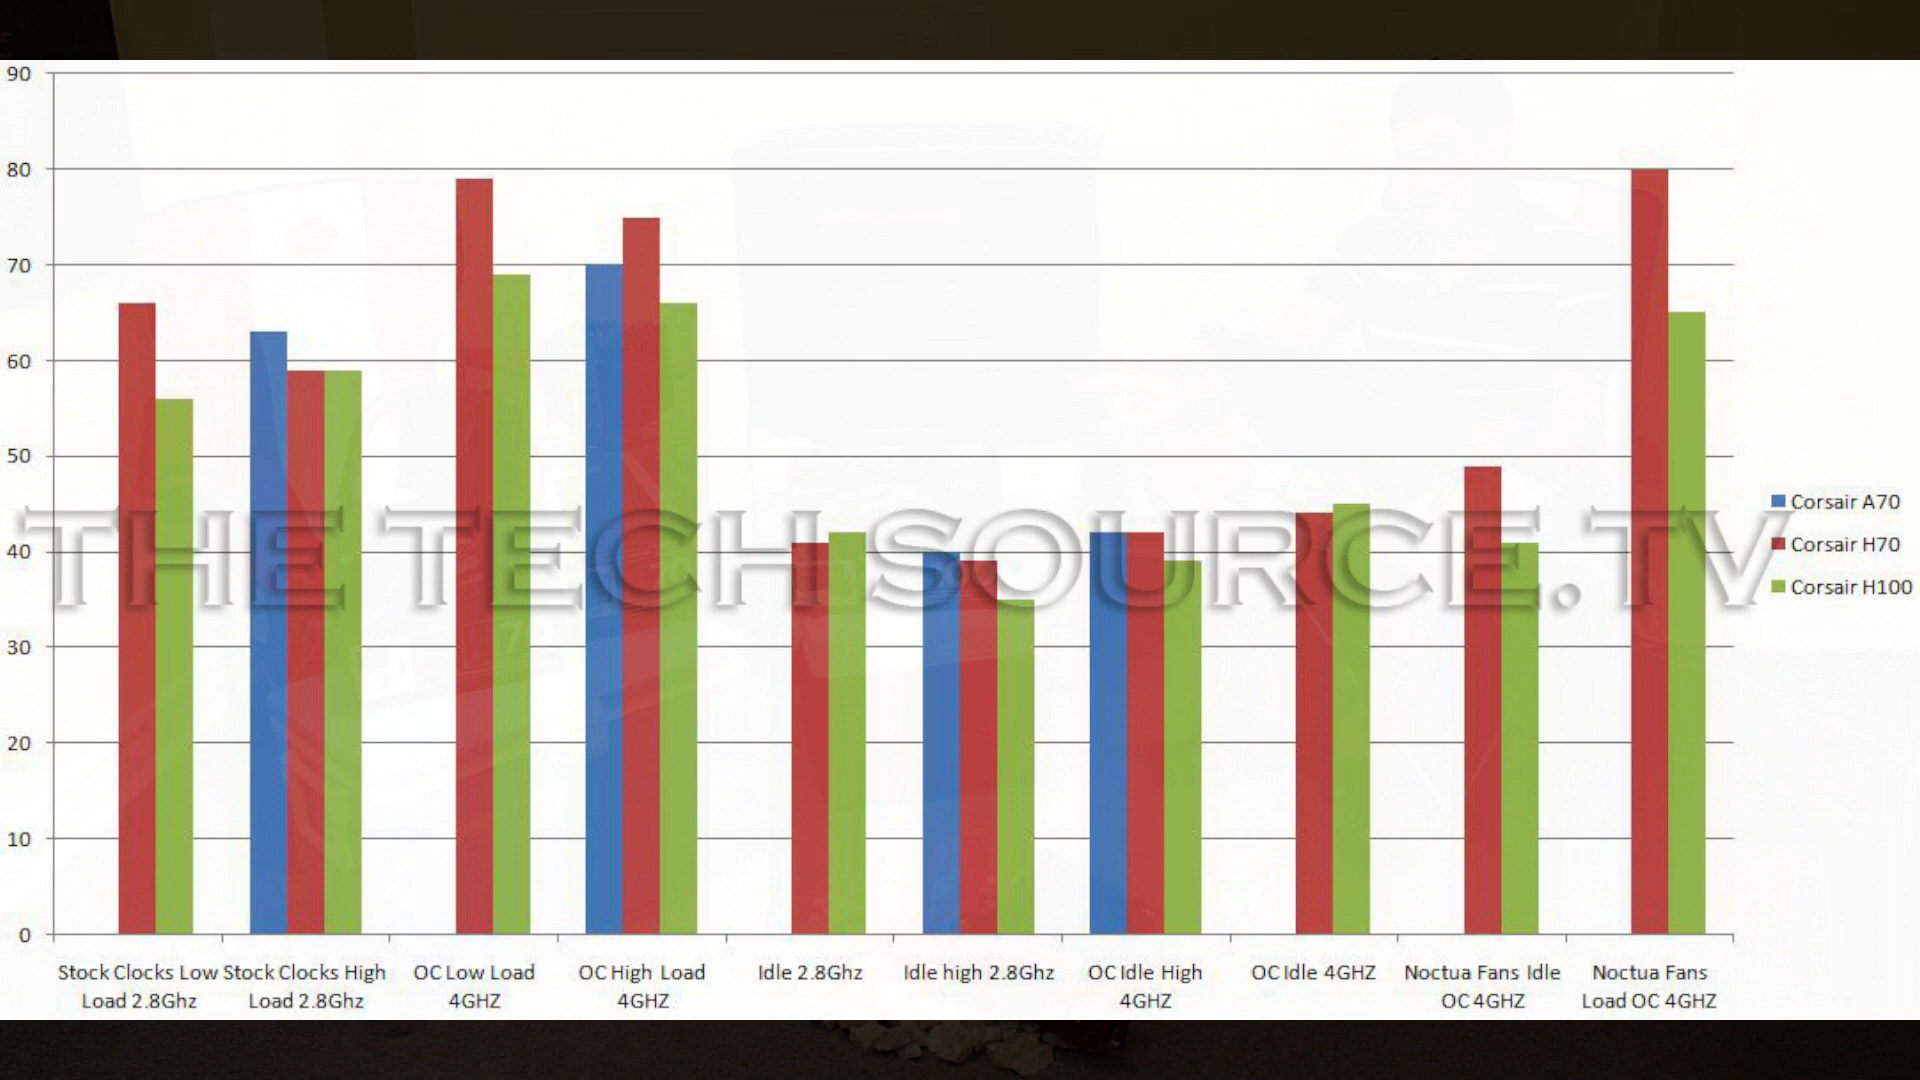 90
80
70
60
50
40
30
20
10
0
THE TECH SOURCE.TV
Corsair A70
Corsair H70
Corsair H100
Stock Clocks Low Load 2.8Ghz
Stock Clocks High Load 2.8Ghz
OC Low Load 4GHZ
OC High Load 4GHZ
Idle 2.8Ghz
Idle high 2.8Ghz
OC Idle High 4GHZ
OC Idle 4GHZ
Noctua Fans Idle OC 4GHZ
Noctua Fans Load OC 4GHZ